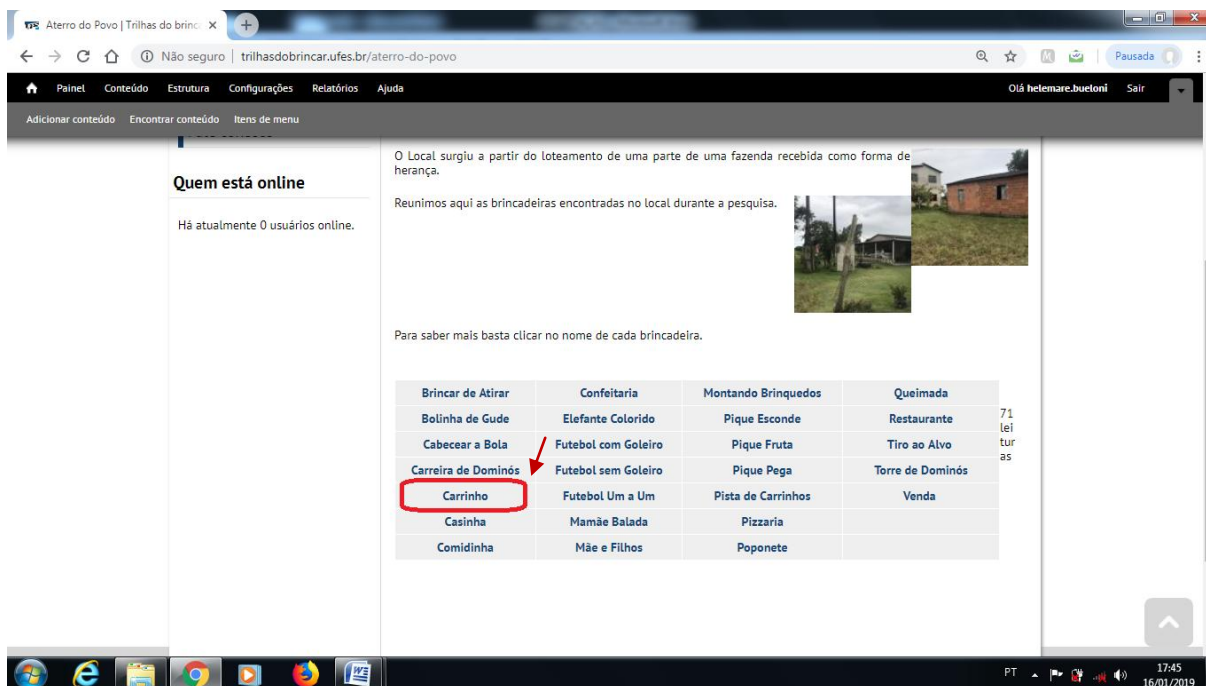 Aterro do Povo | Trilhas do brinc
Não seguro | trilhasdobrincar.ufes.br/aterro-do-povo
Pausada
Painel Conteúdo Estrutura Configurações Relatórios Ajuda
Olá helemare.bueloni Sair
Adicionar conteúdo Encontrar conteúdo Itens de menu
Quem está online
Há atualmente 0 usuários online.
O Local surgiu a partir do loteamento de uma parte de uma fazenda recebida como forma de
herança.
Reunimos aqui as brincadeiras encontradas no local durante a pesquisa.
Para saber mais basta clicar no nome de cada brincadeira.
Brincar de Atirar Confeitaria Montando Brinquedos Queimada
Bolinha de Gude Elefante Colorido Pique Esconde Restaurante
Cabecear a Bola Futebol com Goleiro Pique Fruta Tiro ao Alvo
Carreira de Dominós Futebol sem Goleiro Pique Pega Torre de Dominós
Carrinho Futebol Um a Um Pista de Carrinhos Venda
Casinha Mamãe Balada Pizzaria
Comidinha Mãe e Filhos Poponete
71
lei
tur
as
PT
17:45
16/01/2019